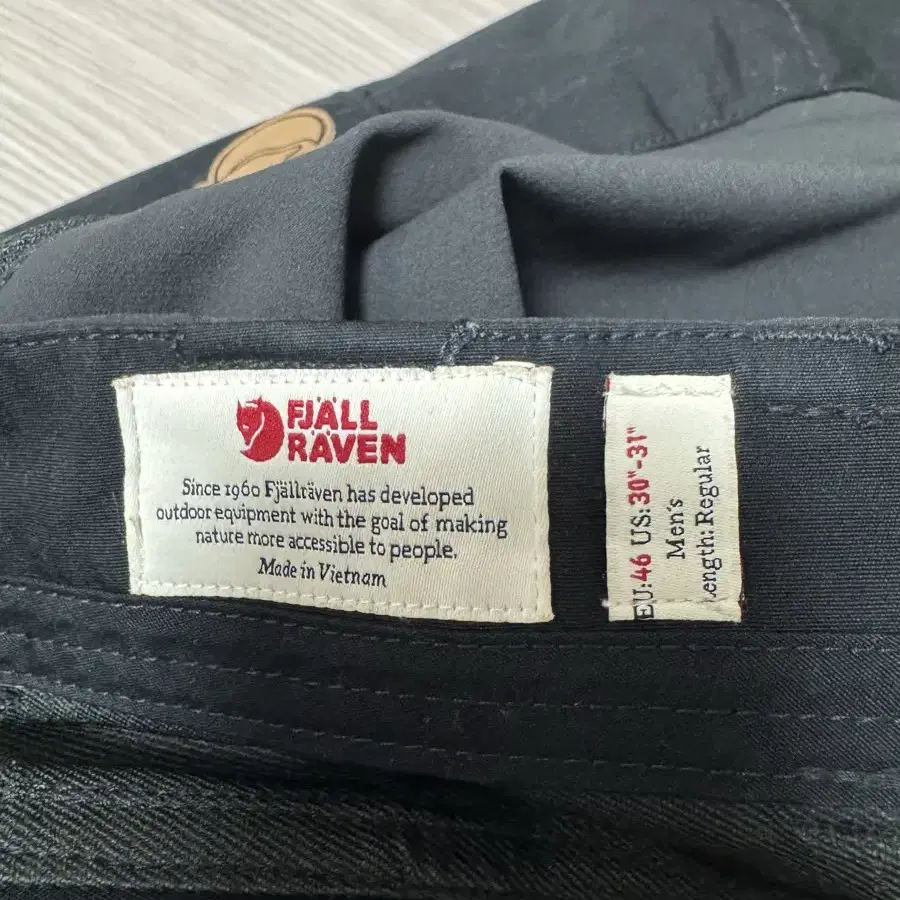 FJÄLL
RÄVEN
Since 1960 Fjällräven has developed
outdoor equipment with the goal of making
nature more accessible to people.
Made in Vietnam
EU:46 US:30"-31"
Men's
Length: Regular